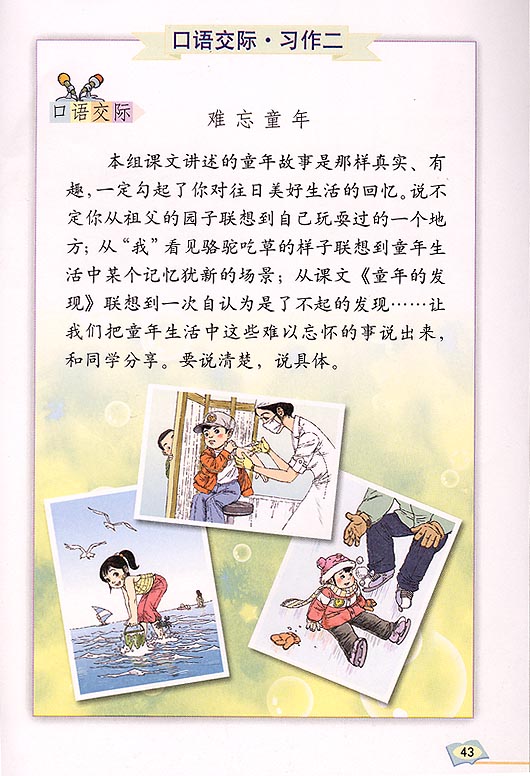 口语交际·习作二
口语交际
难忘童年
本组课文讲述的童年故事是那样真实、有
趣，一定勾起了你对往日美好生活的回忆。说不
定你从祖父的园子联想到自己玩耍过的一个地
方；从“我”看见骆驼吃草的样子联想到童年生
活中某个记忆犹新的场景；从课文《童年的发
现》联想到一次自认为是了不起的发现……让
我们把童年生活中这些难以忘怀的事说出来，
和同学分享。要说清楚，说具体。
43